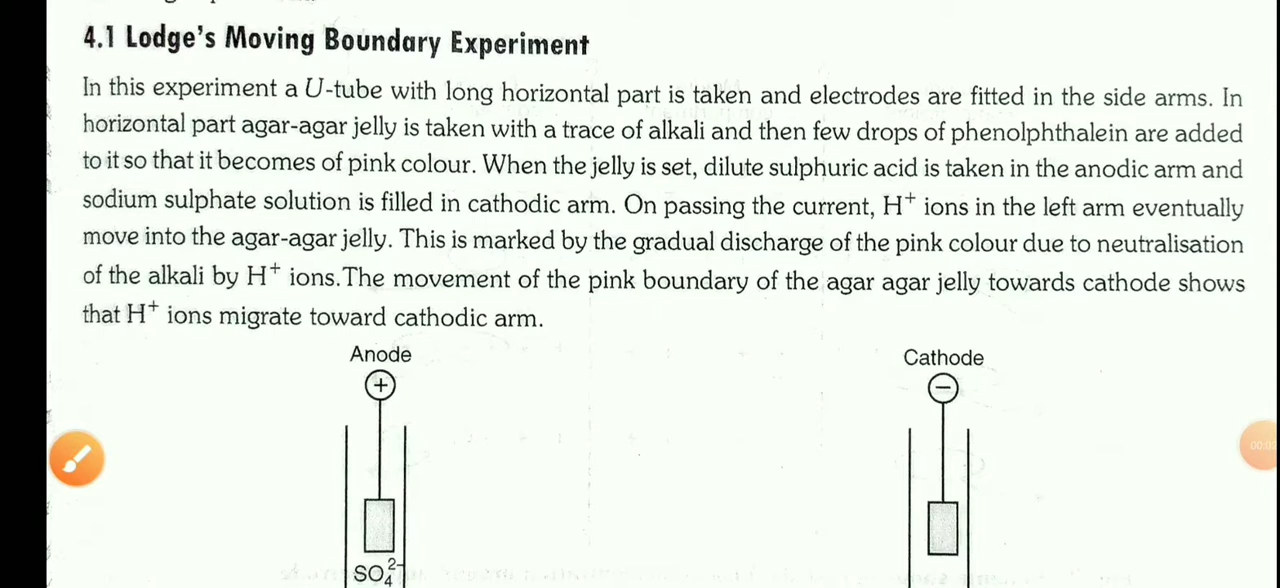 4.1 Lodge's Moving Boundary Experiment
In this experiment a U-tube with long horizontal part is taken and electrodes are fitted in the side arms. In
horizontal part agar-agar jelly is taken with a trace of alkali and then few drops of phenolphthalein are added
to it so that it becomes of pink colour. When the jelly is set, dilute sulphuric acid is taken in the anodic arm and
sodium sulphate solution is filled in cathodic arm. On passing the current, H⁺ ions in the left arm eventually
move into the agar-agar jelly. This is marked by the gradual discharge of the pink colour due to neutralisation
of the alkali by H⁺ ions.The movement of the pink boundary of the agar agar jelly towards cathode shows
that H⁺ ions migrate toward cathodic arm.
Anode
Cathode
+
−
SO₄²⁻